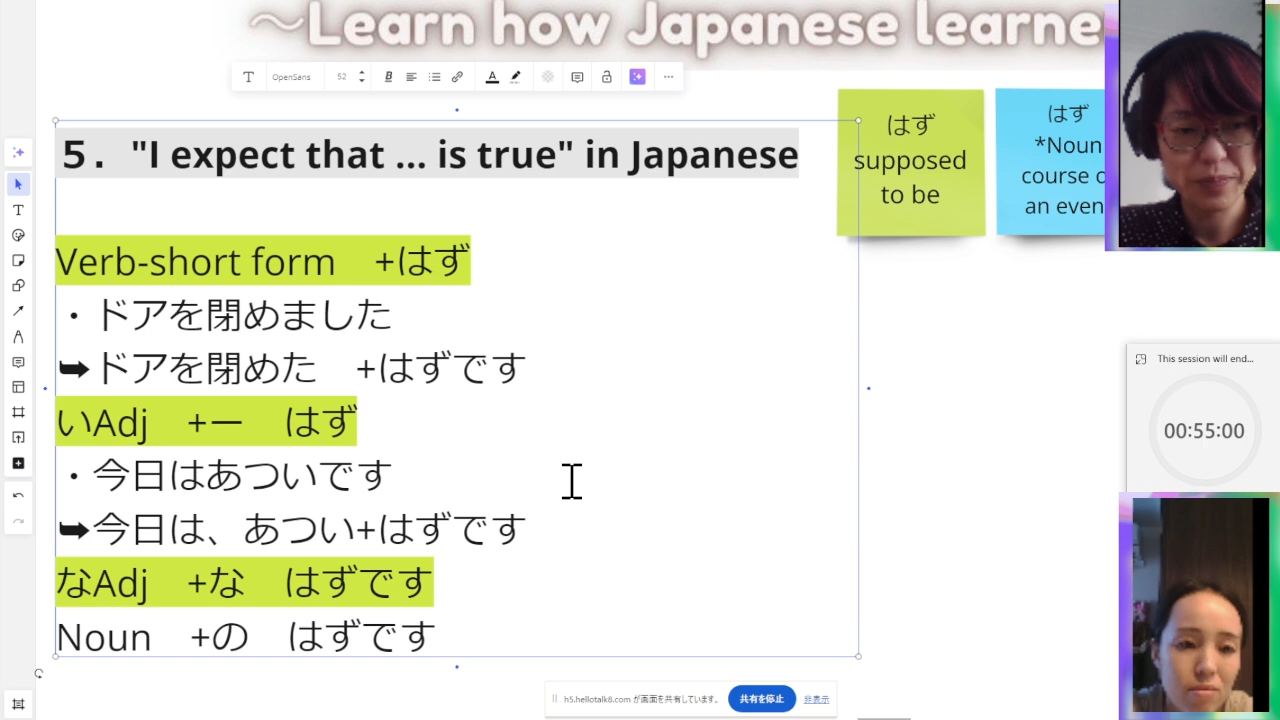 ～Learn how Japanese learne
OpenSans
52
はず
supposed
to be
はず
*Noun
course o
an even
５．"I expect that ... is true" in Japanese
Verb-short form　+はず
・ドアを閉めました
➥ドアを閉めた　+はずです
いAdj　+ー　はず
・今日はあついです
➥今日は、あつい+はずです
なAdj　+な　はずです
Noun　+の　はずです
This session will end...
00:55:00
h5.hellotalk8.com が画面を共有しています。
共有を停止
非表示